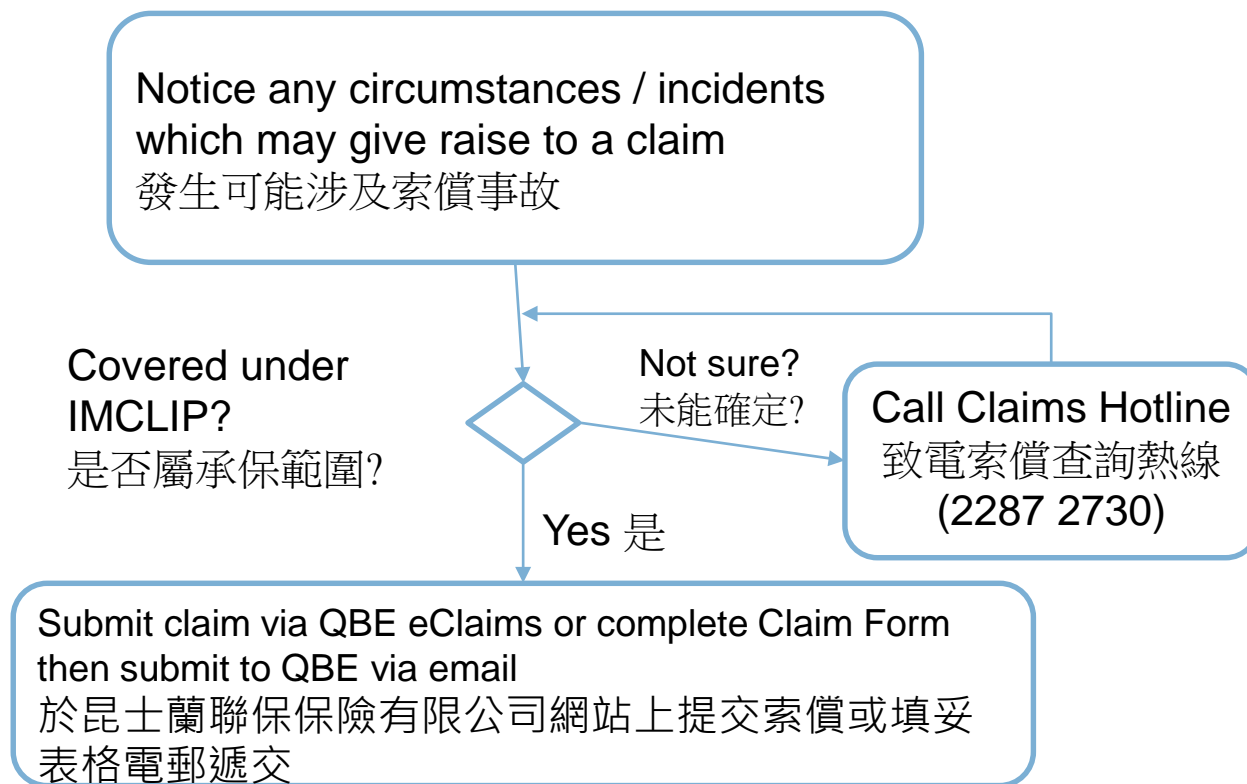 Notice any circumstances / incidents
which may give raise to a claim
發生可能涉及索償事故
Covered under
IMCLIP?
是否屬承保範圍?
Not sure?
未能確定?
Call Claims Hotline
致電索償查詢熱線
(2287 2730)
Yes 是
Submit claim via QBE eClaims or complete Claim Form
then submit to QBE via email
於昆士蘭聯保保險有限公司網站上提交索償或填妥
表格電郵遞交